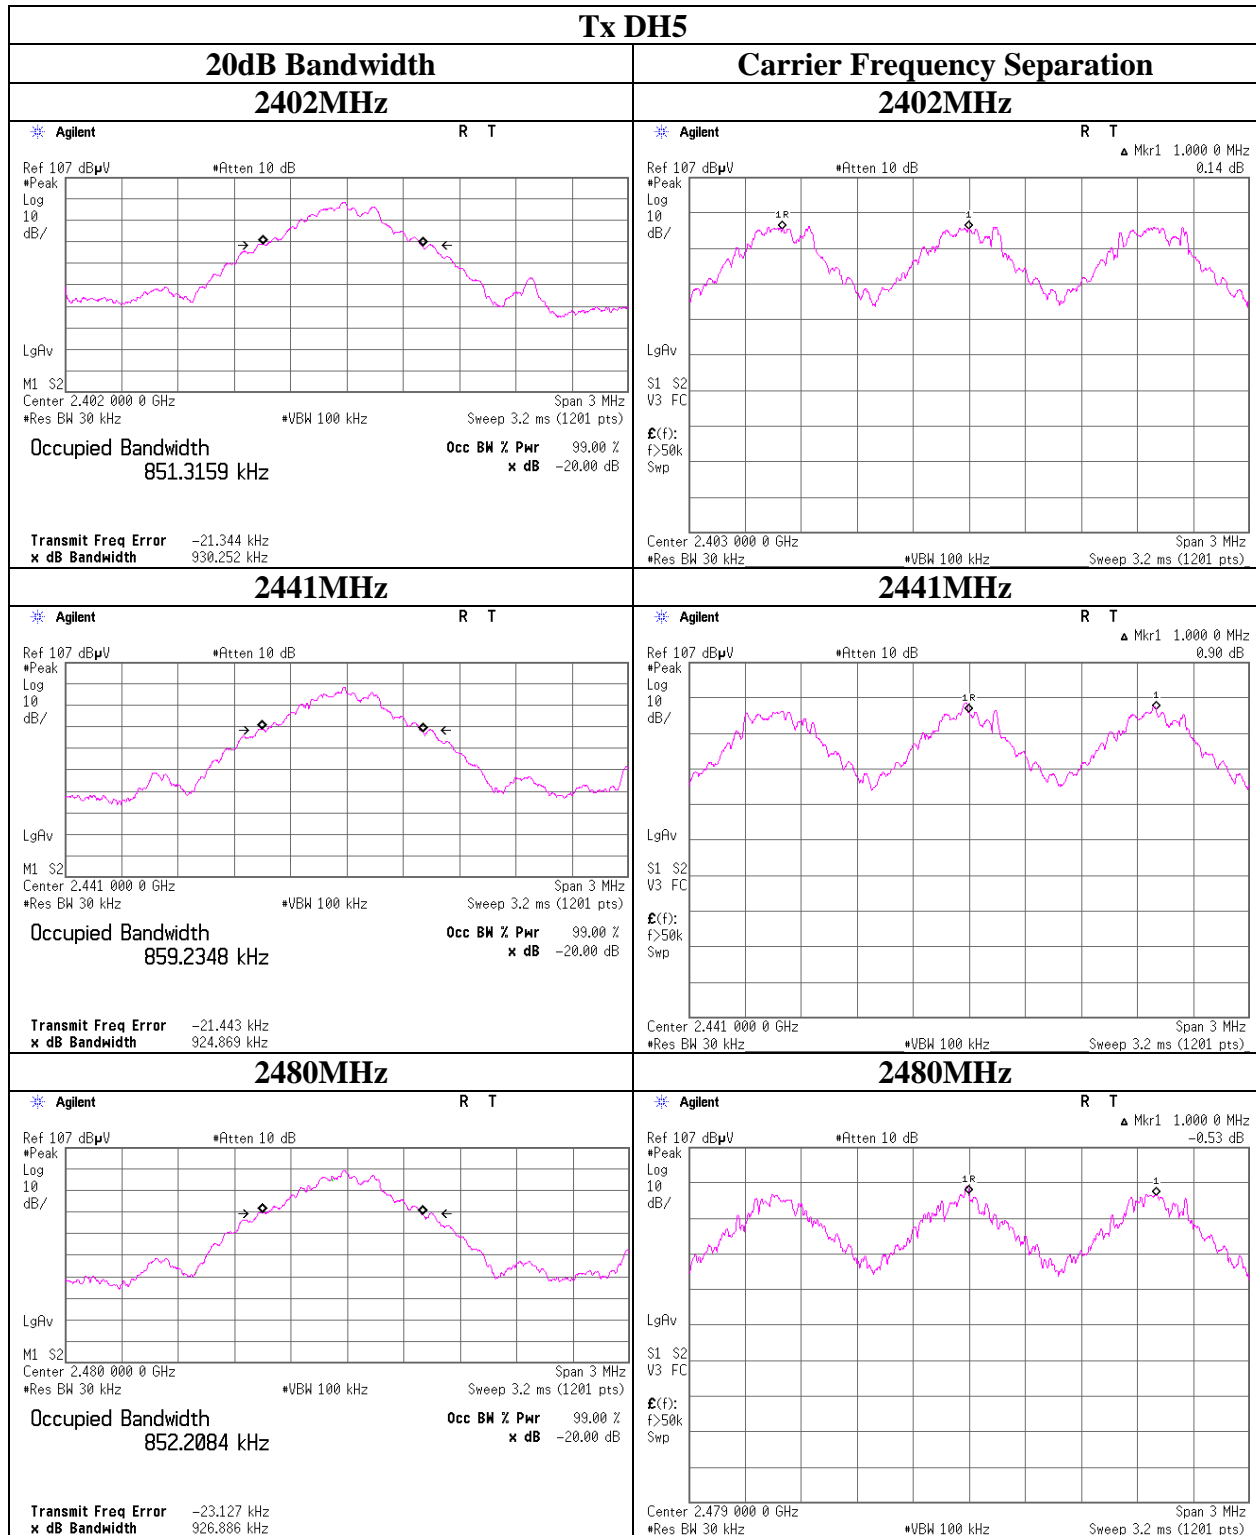 Tx DH5
20dB Bandwidth
Carrier Frequency Separation
2402MHz
2402MHz
Agilent
R T
Ref 107 dBµV
#Atten 10 dB
#Peak
Log
10
dB/
LgAv
M1 S2
Center 2.402 000 0 GHz
Span 3 MHz
#Res BW 30 kHz
#VBW 100 kHz
Sweep 3.2 ms (1201 pts)
Occupied Bandwidth
851.3159 kHz
Occ BW % Pwr 99.00 %
x dB -20.00 dB
Transmit Freq Error -21.344 kHz
x dB Bandwidth 930.252 kHz
Agilent
R T
Δ Mkr1 1.000 0 MHz
Ref 107 dBµV
#Atten 10 dB
0.14 dB
#Peak
Log
10
dB/
1R
1
LgAv
S1 S2
V3 FC
£(f):
f>50k
Swp
Center 2.403 000 0 GHz
Span 3 MHz
#Res BW 30 kHz
#VBW 100 kHz
Sweep 3.2 ms (1201 pts)
2441MHz
2441MHz
Agilent
R T
Ref 107 dBµV
#Atten 10 dB
#Peak
Log
10
dB/
LgAv
M1 S2
Center 2.441 000 0 GHz
Span 3 MHz
#Res BW 30 kHz
#VBW 100 kHz
Sweep 3.2 ms (1201 pts)
Occupied Bandwidth
859.2348 kHz
Occ BW % Pwr 99.00 %
x dB -20.00 dB
Transmit Freq Error -21.443 kHz
x dB Bandwidth 924.869 kHz
Agilent
R T
Δ Mkr1 1.000 0 MHz
Ref 107 dBµV
#Atten 10 dB
0.90 dB
#Peak
Log
10
dB/
1R
1
LgAv
S1 S2
V3 FC
£(f):
f>50k
Swp
Center 2.441 000 0 GHz
Span 3 MHz
#Res BW 30 kHz
#VBW 100 kHz
Sweep 3.2 ms (1201 pts)
2480MHz
2480MHz
Agilent
R T
Ref 107 dBµV
#Atten 10 dB
#Peak
Log
10
dB/
LgAv
M1 S2
Center 2.480 000 0 GHz
Span 3 MHz
#Res BW 30 kHz
#VBW 100 kHz
Sweep 3.2 ms (1201 pts)
Occupied Bandwidth
852.2084 kHz
Occ BW % Pwr 99.00 %
x dB -20.00 dB
Transmit Freq Error -23.127 kHz
x dB Bandwidth 926.886 kHz
Agilent
R T
Δ Mkr1 1.000 0 MHz
Ref 107 dBµV
#Atten 10 dB
-0.53 dB
#Peak
Log
10
dB/
1R
1
LgAv
S1 S2
V3 FC
£(f):
f>50k
Swp
Center 2.479 000 0 GHz
Span 3 MHz
#Res BW 30 kHz
#VBW 100 kHz
Sweep 3.2 ms (1201 pts)